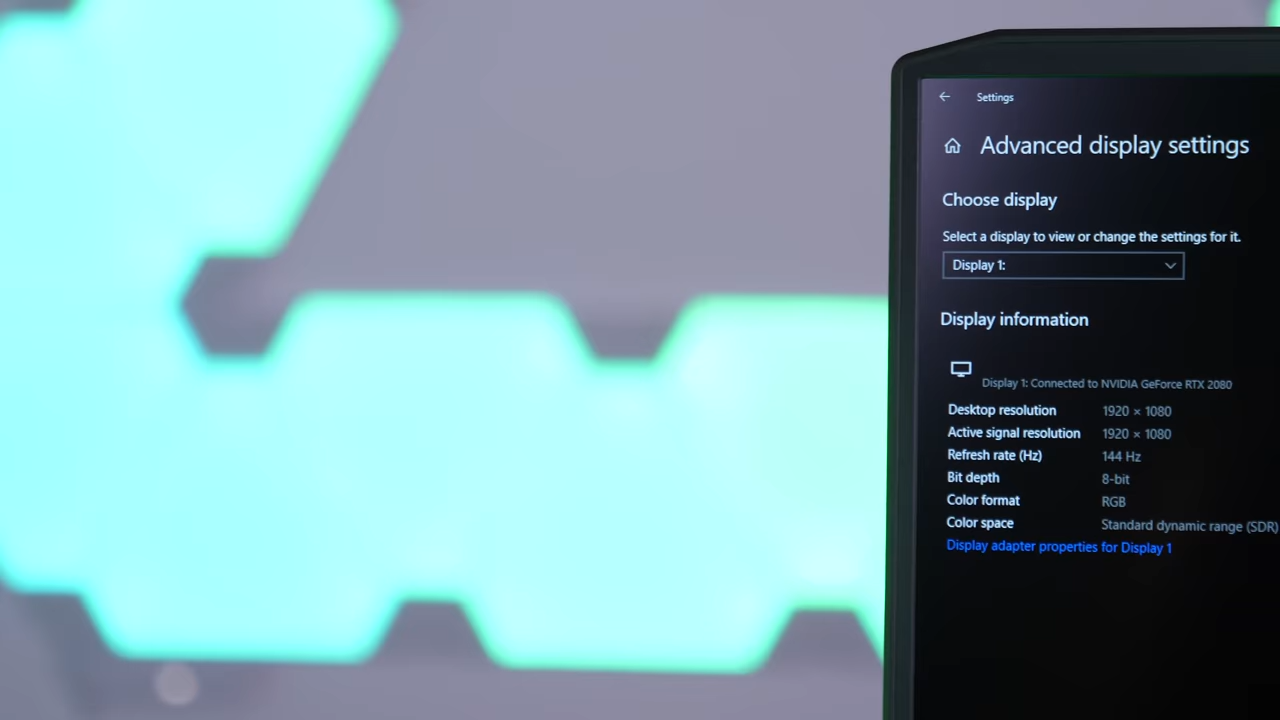 Settings
Advanced display settings
Choose display
Select a display to view or change the settings for it.
Display 1:
Display information
Display 1: Connected to NVIDIA GeForce RTX 2080
Desktop resolution 1920 × 1080
Active signal resolution 1920 × 1080
Refresh rate (Hz) 144 Hz
Bit depth 8-bit
Color format RGB
Color space Standard dynamic range (SDR)
Display adapter properties for Display 1